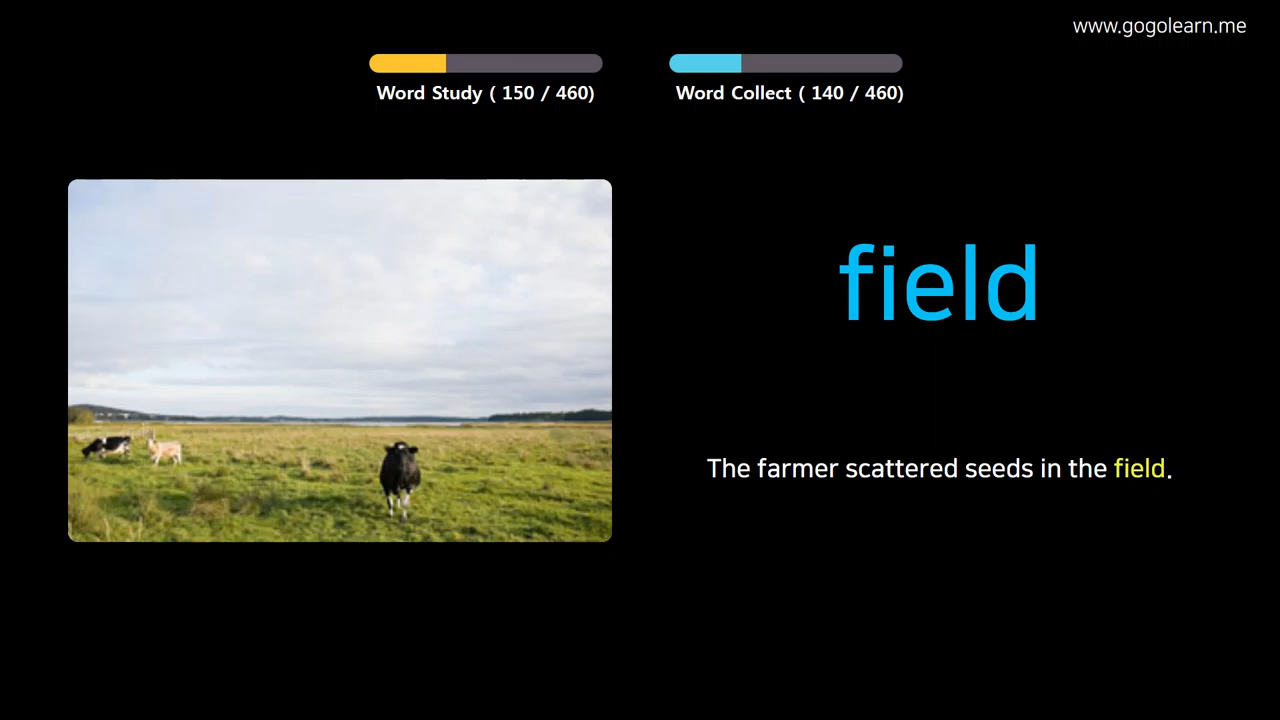 www.gogolearn.me
Word Study ( 150 / 460)
Word Collect ( 140 / 460)
field
The farmer scattered seeds in the field.